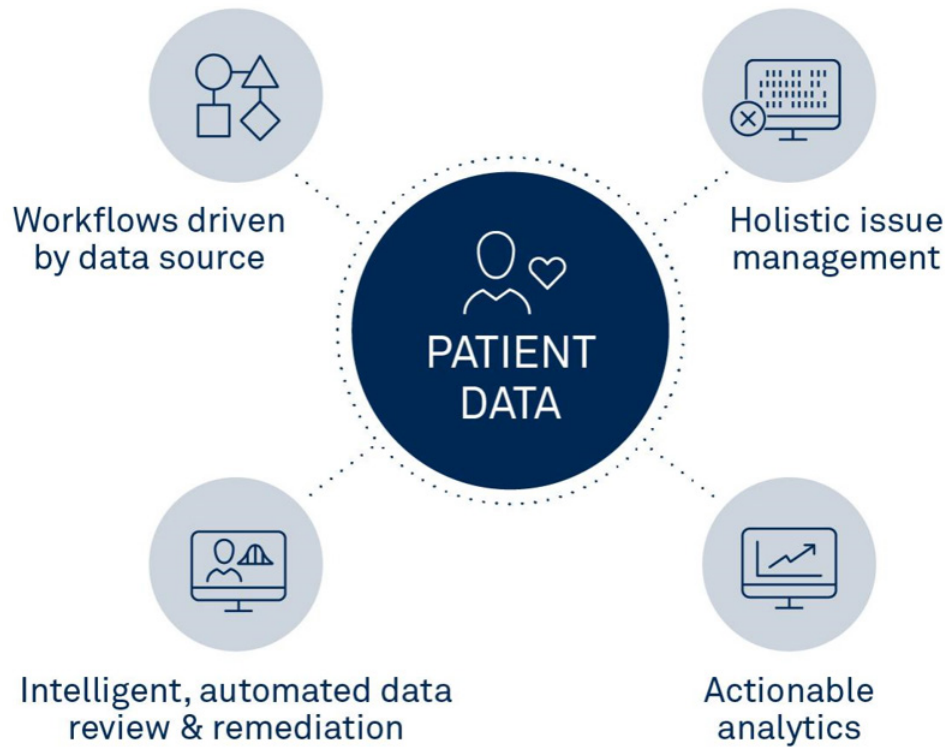 Workflows driven
by data source
Holistic issue
management
PATIENT
DATA
Intelligent, automated data
review & remediation
Actionable
analytics